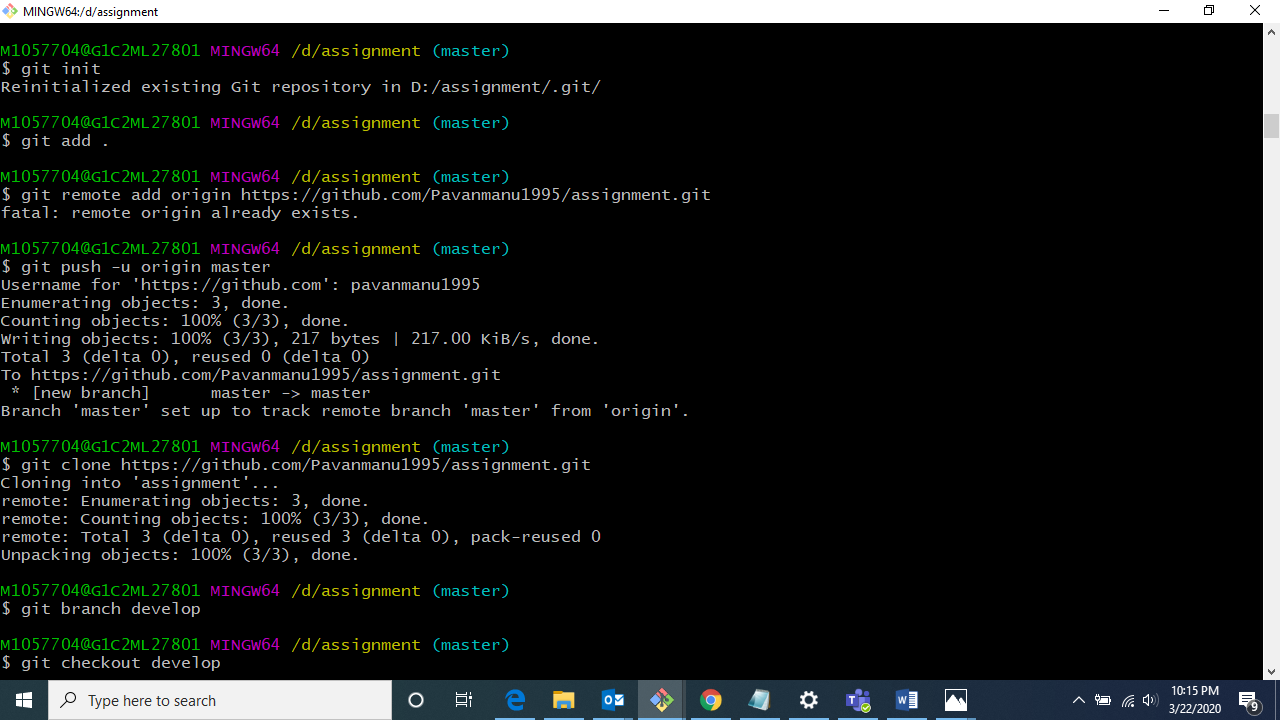 MINGW64:/d/assignment
M1057704@G1C2ML27801 MINGW64 /d/assignment (master)
$ git init
Reinitialized existing Git repository in D:/assignment/.git/
M1057704@G1C2ML27801 MINGW64 /d/assignment (master)
$ git add .
M1057704@G1C2ML27801 MINGW64 /d/assignment (master)
$ git remote add origin https://github.com/Pavanmanu1995/assignment.git
fatal: remote origin already exists.
M1057704@G1C2ML27801 MINGW64 /d/assignment (master)
$ git push -u origin master
Username for 'https://github.com': pavanmanu1995
Enumerating objects: 3, done.
Counting objects: 100% (3/3), done.
Writing objects: 100% (3/3), 217 bytes | 217.00 KiB/s, done.
Total 3 (delta 0), reused 0 (delta 0)
To https://github.com/Pavanmanu1995/assignment.git
 * [new branch]      master -> master
Branch 'master' set up to track remote branch 'master' from 'origin'.
M1057704@G1C2ML27801 MINGW64 /d/assignment (master)
$ git clone https://github.com/Pavanmanu1995/assignment.git
Cloning into 'assignment'...
remote: Enumerating objects: 3, done.
remote: Counting objects: 100% (3/3), done.
remote: Total 3 (delta 0), reused 3 (delta 0), pack-reused 0
Unpacking objects: 100% (3/3), done.
M1057704@G1C2ML27801 MINGW64 /d/assignment (master)
$ git branch develop
M1057704@G1C2ML27801 MINGW64 /d/assignment (master)
$ git checkout develop
Type here to search
10:15 PM
3/22/2020
9